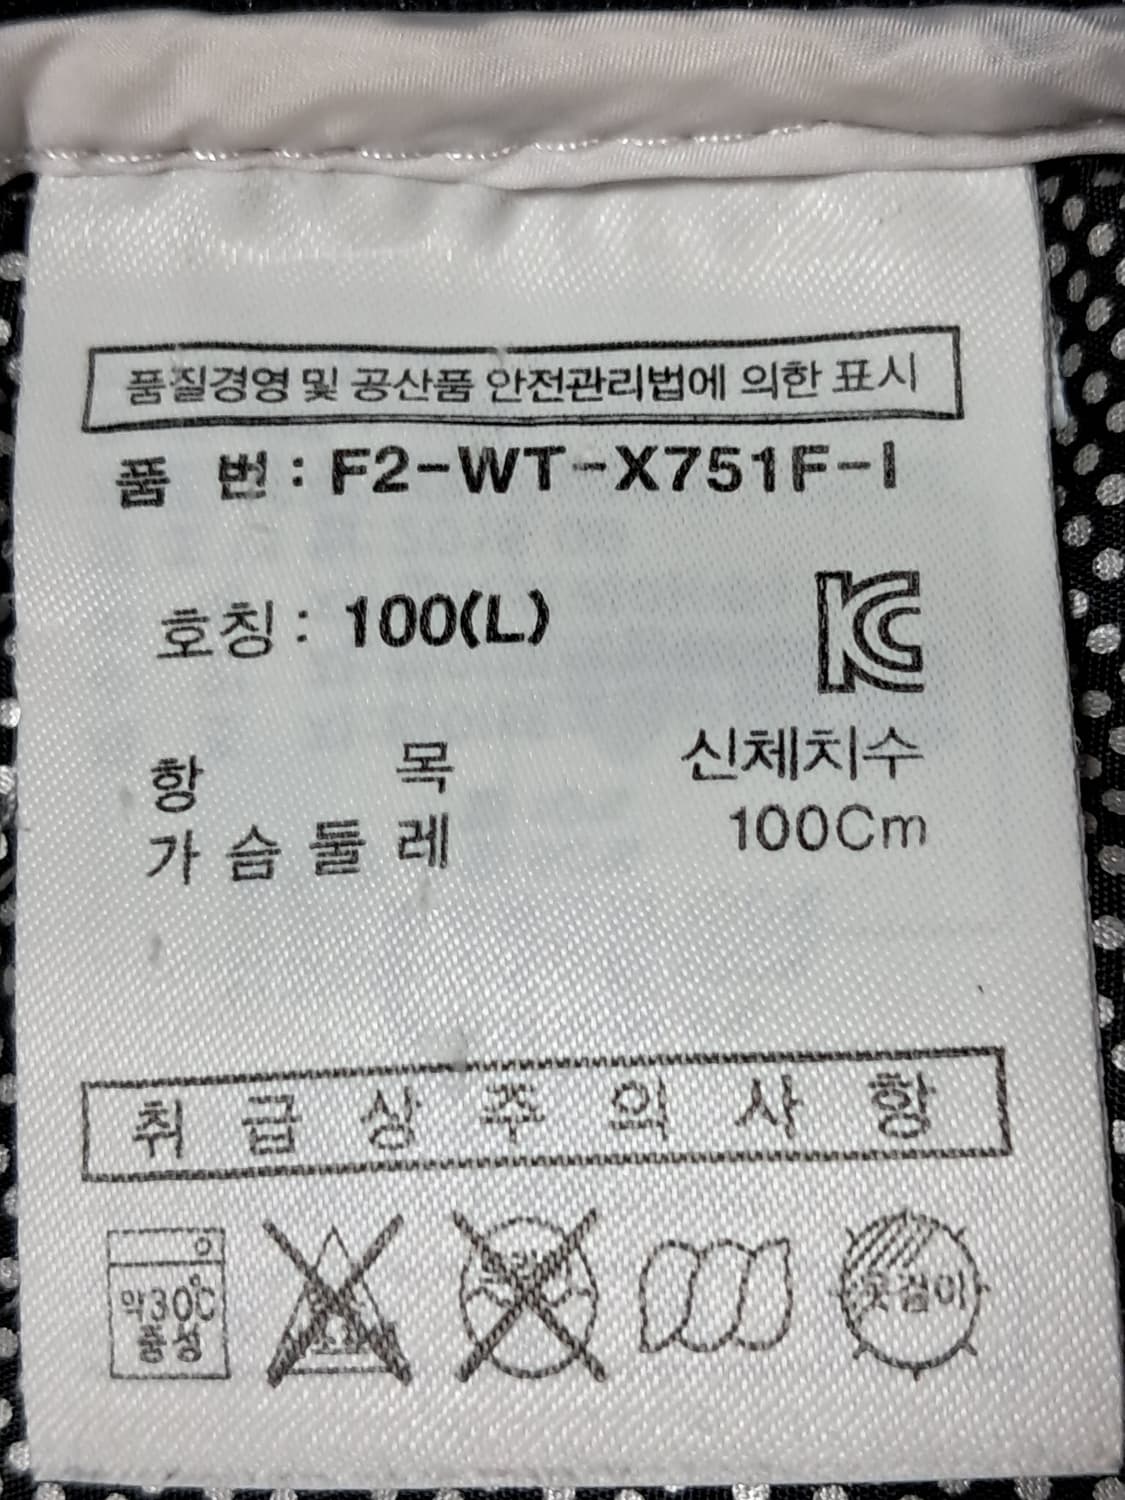 품질경영 및 공산품 안전관리법에 의한 표시
품 번 : F2-WT-X751F-I
호칭 : 100(L)
KC
항 목 신체치수
가 슴 둘 레 100Cm
취 급 상 주 의 사 항
약30℃
중성
옷걸이